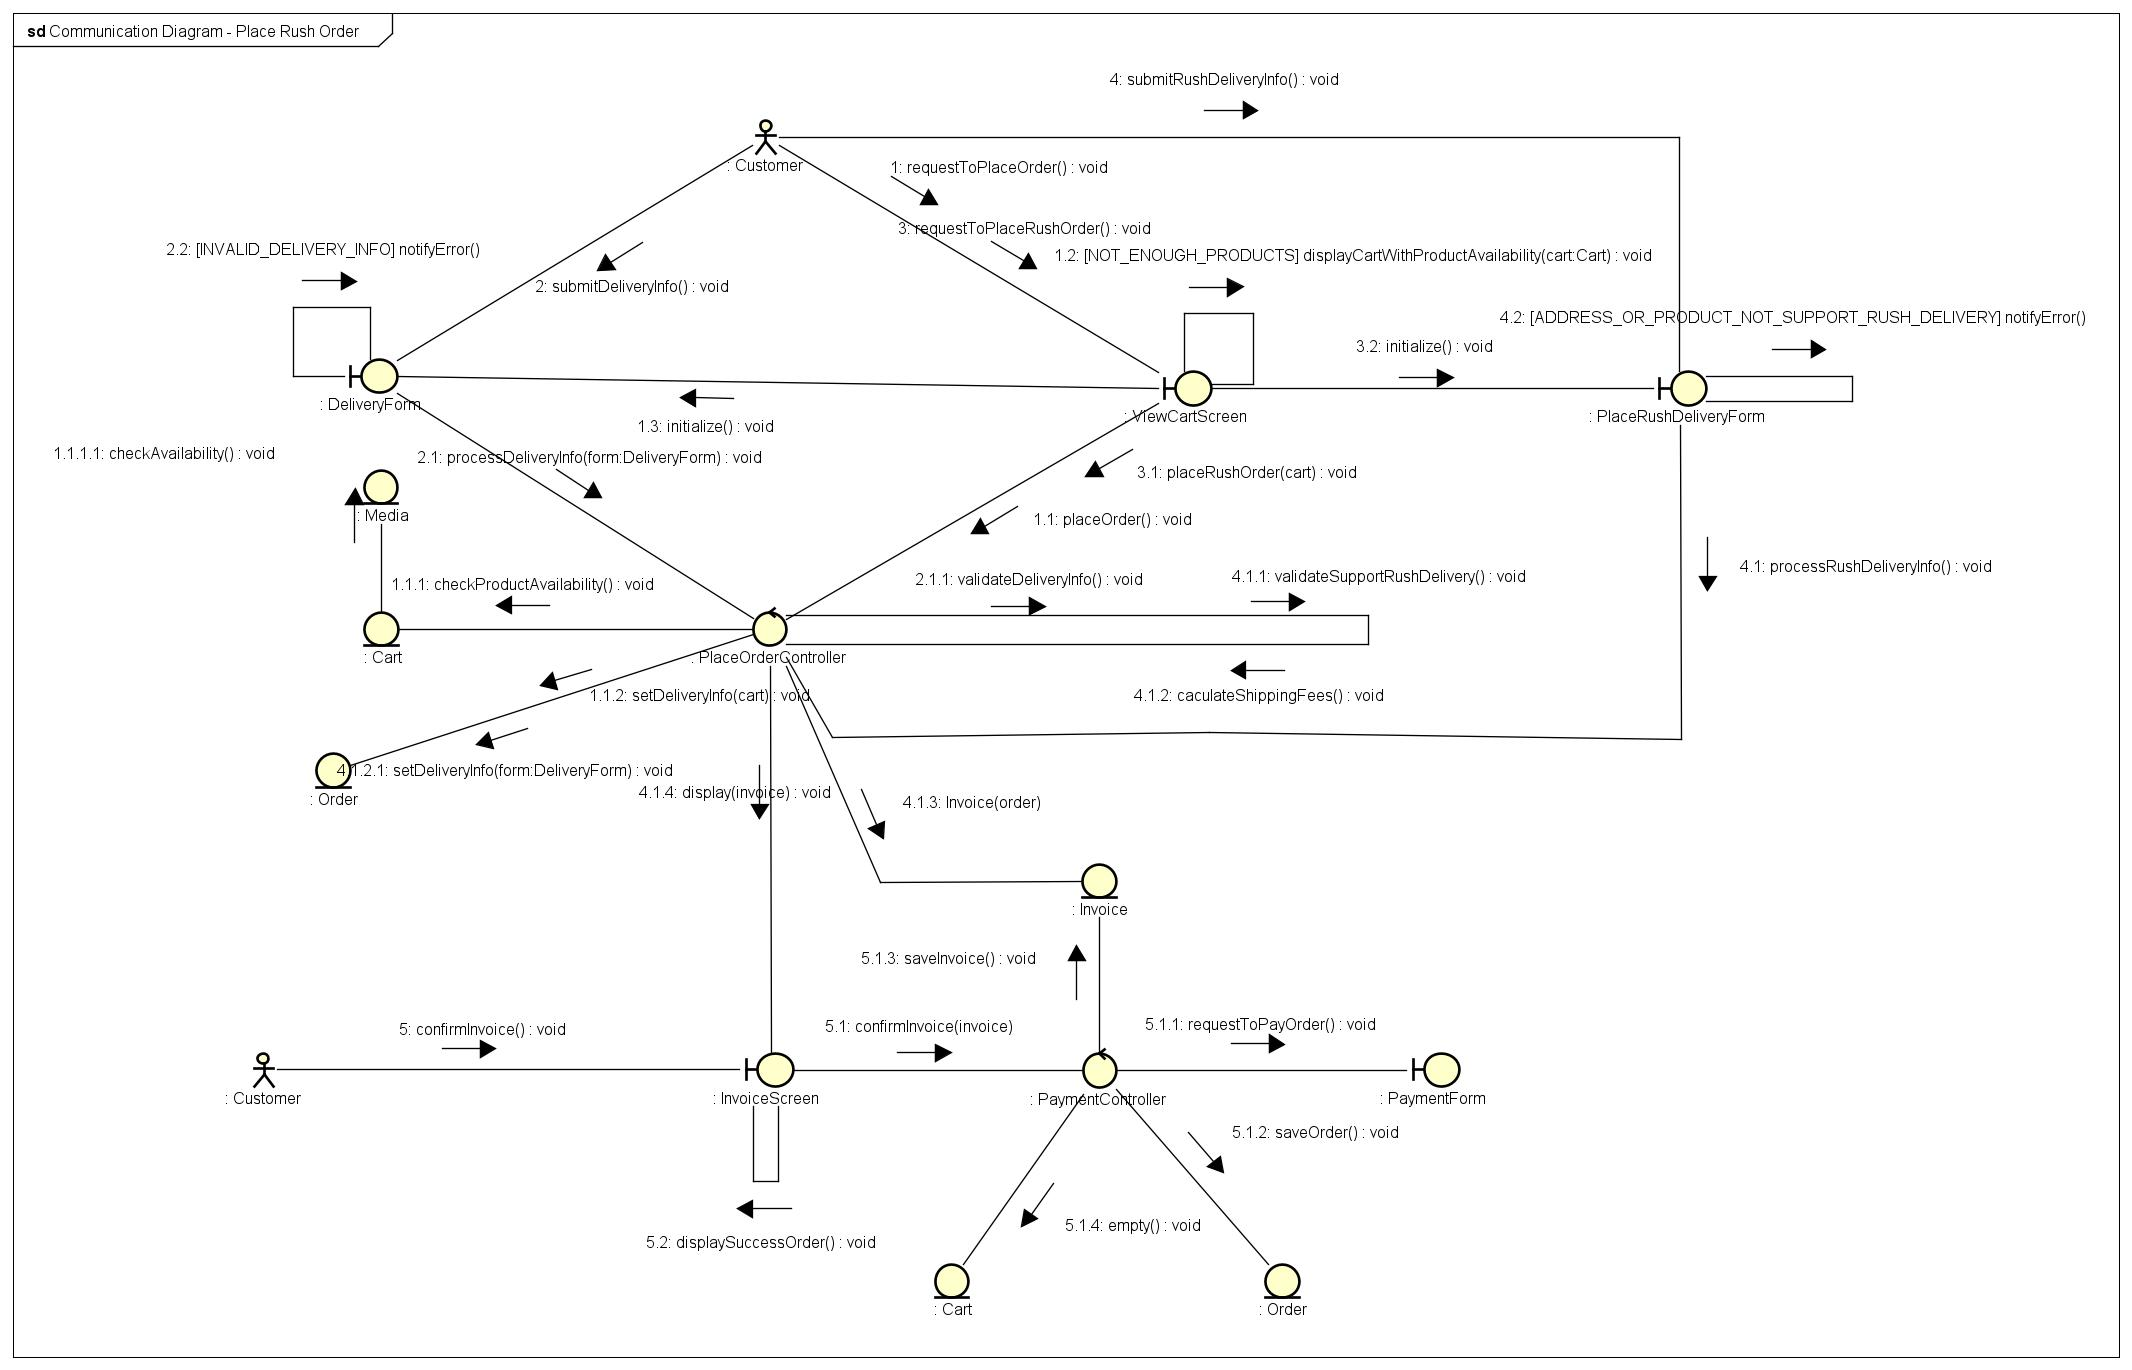 sd Communication Diagram - Place Rush Order
4: submitRushDeliveryInfo() : void
: Customer
1: requestToPlaceOrder() : void
3: requestToPlaceRushOrder() : void
2.2: [INVALID_DELIVERY_INFO] notifyError()
1.2: [NOT_ENOUGH_PRODUCTS] displayCartWithProductAvailability(cart:Cart) : void
2: submitDeliveryInfo() : void
4.2: [ADDRESS_OR_PRODUCT_NOT_SUPPORT_RUSH_DELIVERY] notifyError()
3.2: initialize() : void
: DeliveryForm
: ViewCartScreen
: PlaceRushDeliveryForm
1.3: initialize() : void
1.1.1.1: checkAvailability() : void
2.1: processDeliveryInfo(form:DeliveryForm) : void
3.1: placeRushOrder(cart) : void
: Media
1.1: placeOrder() : void
4.1: processRushDeliveryInfo() : void
1.1.1: checkProductAvailability() : void
2.1.1: validateDeliveryInfo() : void
4.1.1: validateSupportRushDelivery() : void
: Cart
: PlaceOrderController
1.1.2: setDeliveryInfo(cart) : void
4.1.2: caculateShippingFees() : void
4.1.2.1: setDeliveryInfo(form:DeliveryForm) : void
: Order
4.1.4: display(invoice) : void
4.1.3: Invoice(order)
: Invoice
5.1.3: saveInvoice() : void
5: confirmInvoice() : void
5.1: confirmInvoice(invoice)
5.1.1: requestToPayOrder() : void
: Customer
: InvoiceScreen
: PaymentController
: PaymentForm
5.1.2: saveOrder() : void
5.1.4: empty() : void
5.2: displaySuccessOrder() : void
: Cart
: Order